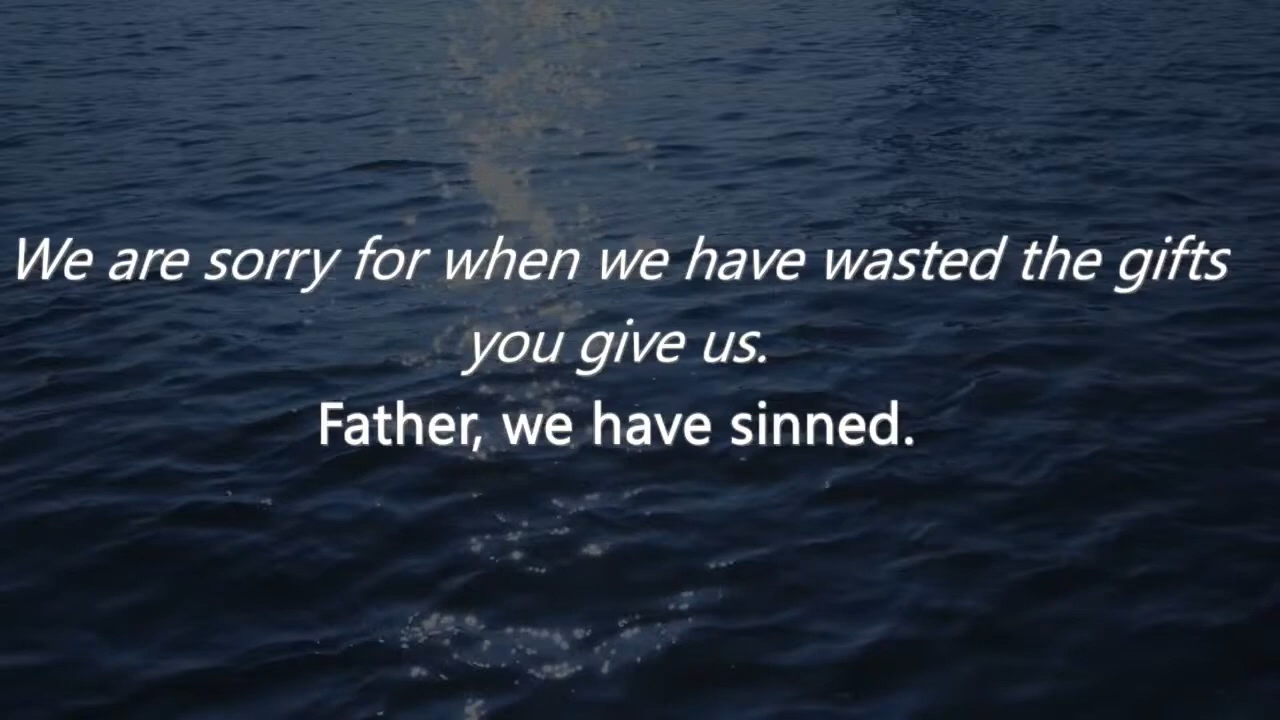 We are sorry for when we have wasted the gifts
you give us.
Father, we have sinned.